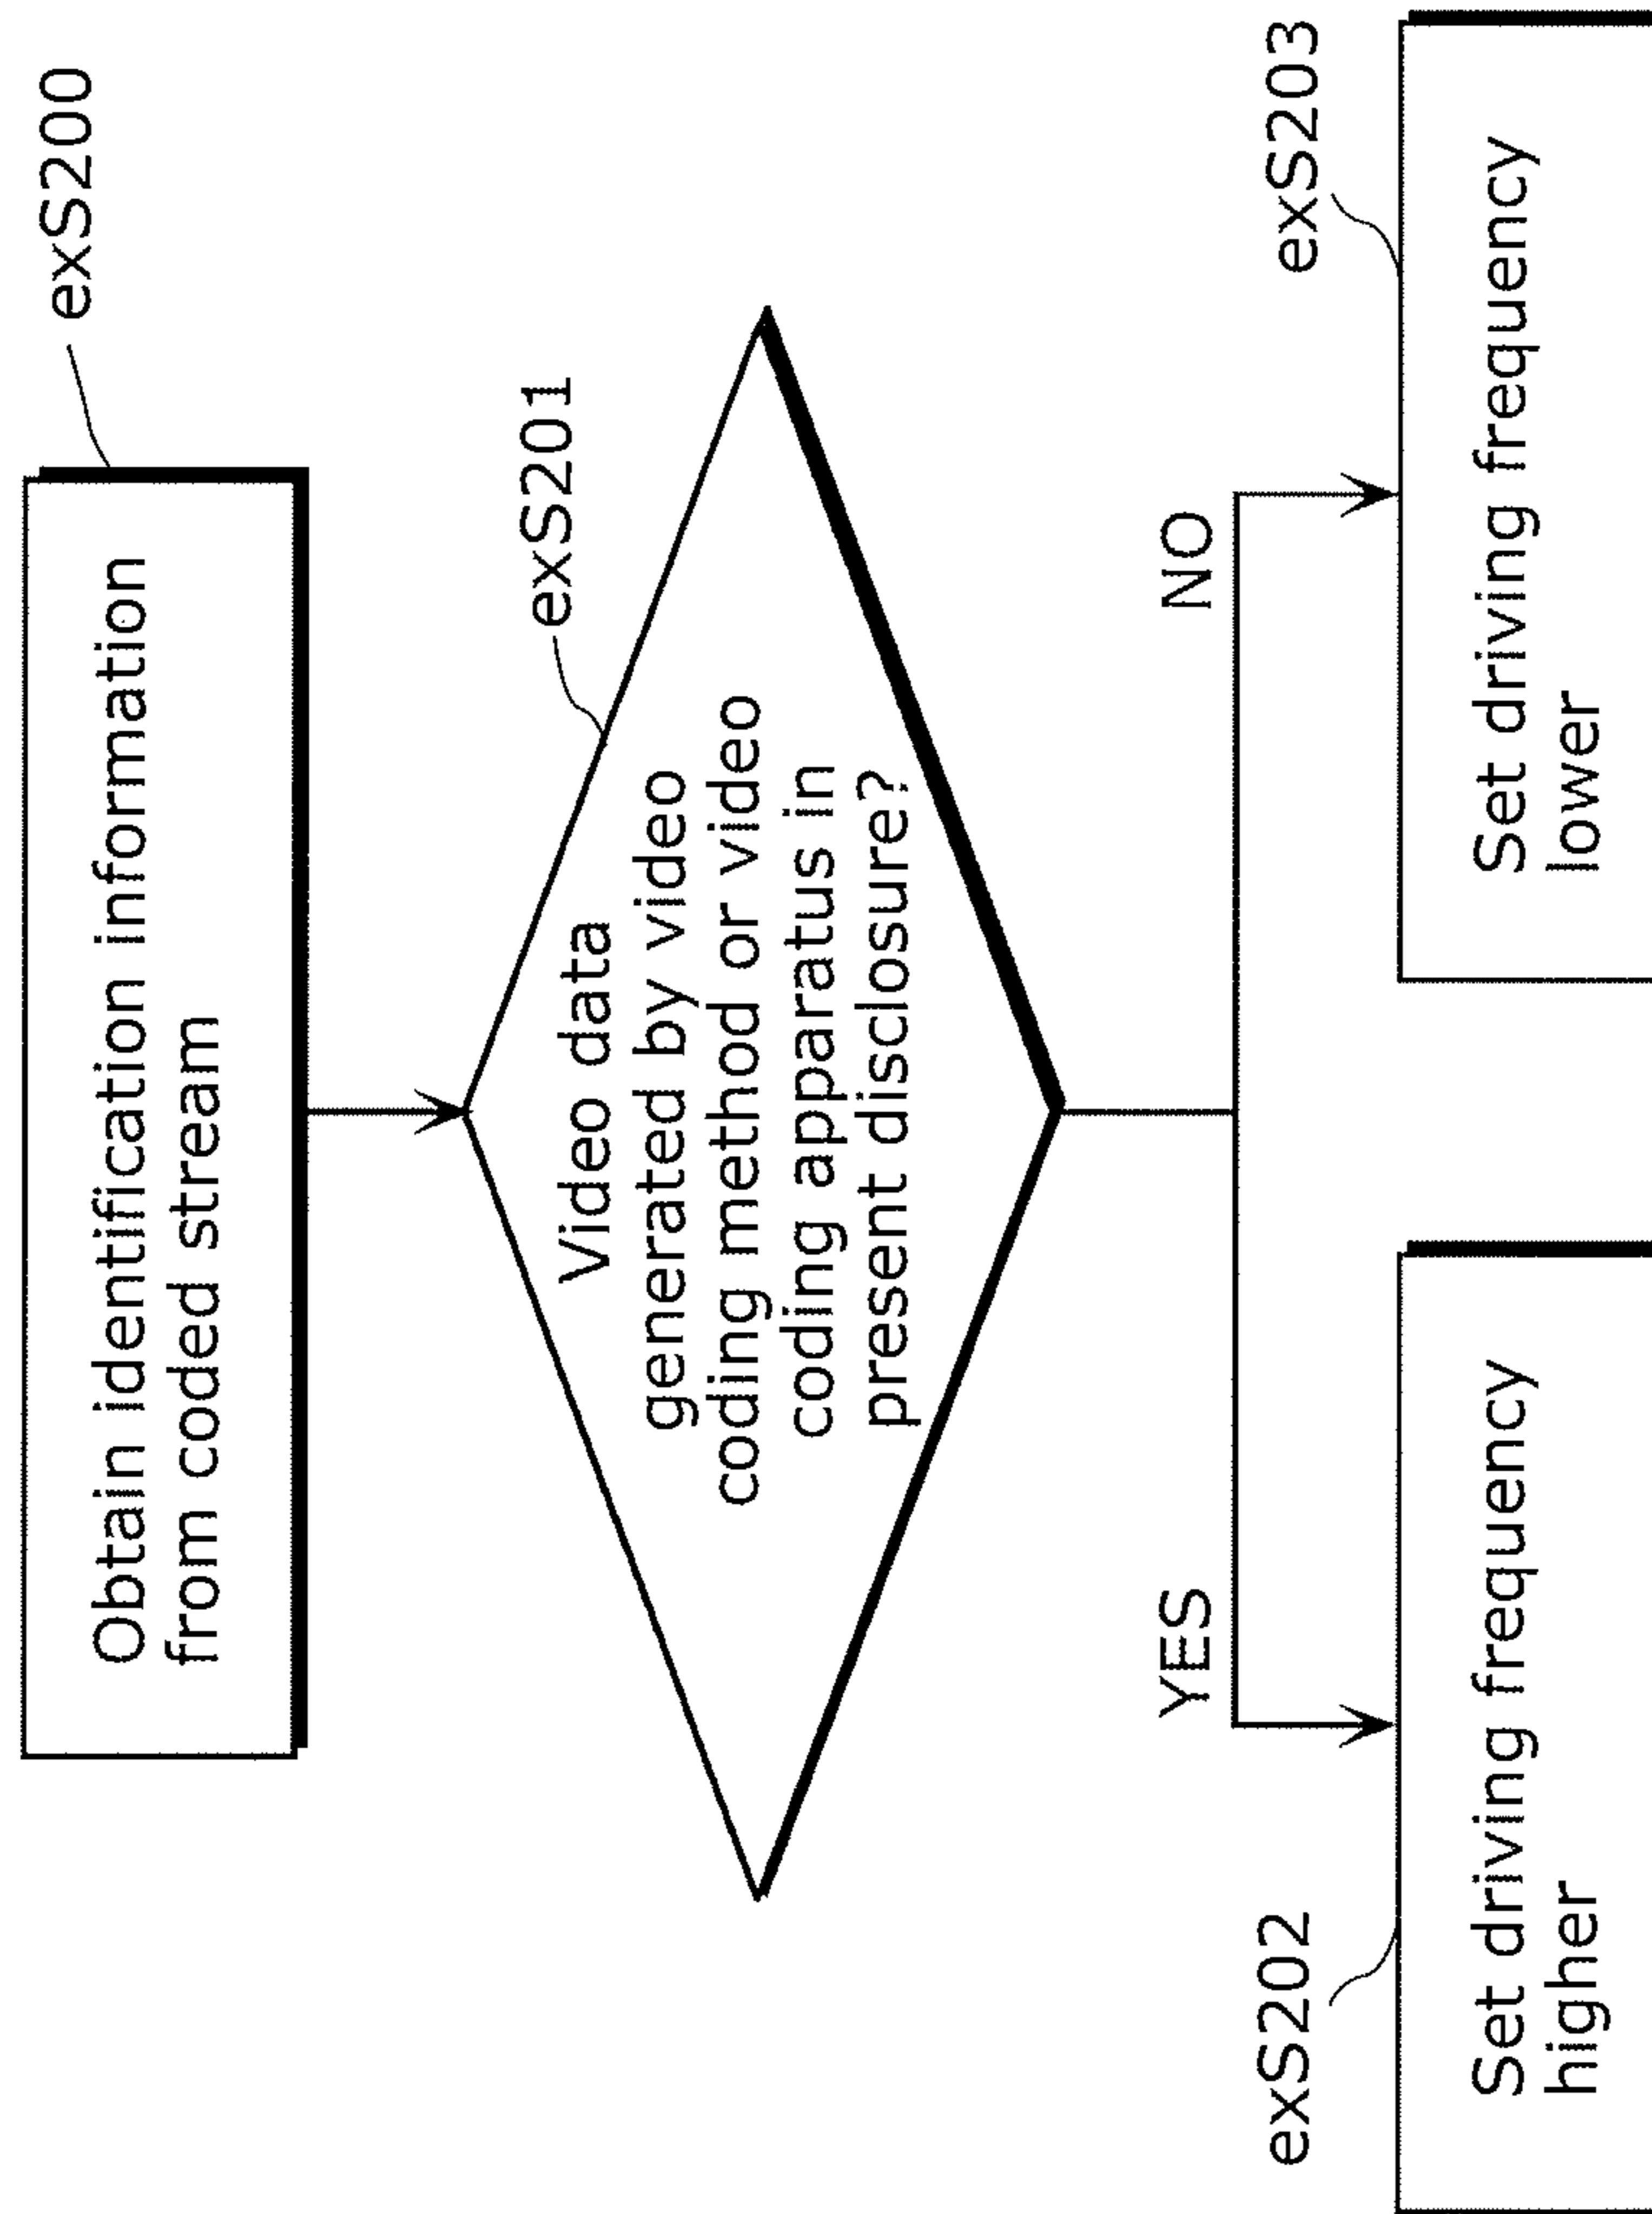 exS200
Obtain identification information
from coded stream
exS201
Video data
generated by video
coding method or video
coding apparatus in
present disclosure?
YES
NO
exS202
exS203
Set driving frequency
higher
Set driving frequency
lower